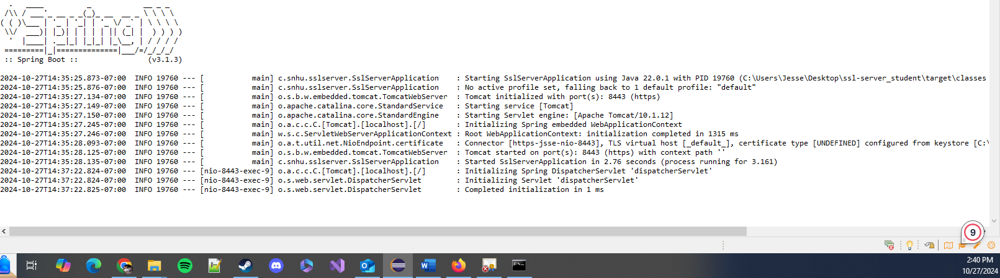 .   ____          _            __ _ _
 /\\ / ___'_ __ _ _(_)_ __  __ _ \ \ \ \
( ( )\___ | '_ | '_| | '_ \/ _` | \ \ \ \
 \\/  ___)| |_)| | | | | || (_| |  ) ) ) )
  '  |____| .__|_| |_|_| |_\__, | / / / /
 =========|_|==============|___/=/_/_/_/
 :: Spring Boot ::                (v3.1.3)
2024-10-27T14:35:25.873-07:00  INFO 19760 --- [           main] c.snhu.sslserver.SslServerApplication    : Starting SslServerApplication using Java 22.0.1 with PID 19760 (C:\Users\Jesse\Desktop\ssl-server_student\target\classes
2024-10-27T14:35:25.876-07:00  INFO 19760 --- [           main] c.snhu.sslserver.SslServerApplication    : No active profile set, falling back to 1 default profile: "default"
2024-10-27T14:35:27.134-07:00  INFO 19760 --- [           main] o.s.b.w.embedded.tomcat.TomcatWebServer  : Tomcat initialized with port(s): 8443 (https)
2024-10-27T14:35:27.149-07:00  INFO 19760 --- [           main] o.apache.catalina.core.StandardService   : Starting service [Tomcat]
2024-10-27T14:35:27.150-07:00  INFO 19760 --- [           main] o.apache.catalina.core.StandardEngine    : Starting Servlet engine: [Apache Tomcat/10.1.12]
2024-10-27T14:35:27.245-07:00  INFO 19760 --- [           main] o.a.c.c.C.[Tomcat].[localhost].[/]       : Initializing Spring embedded WebApplicationContext
2024-10-27T14:35:27.246-07:00  INFO 19760 --- [           main] w.s.c.ServletWebServerApplicationContext : Root WebApplicationContext: initialization completed in 1315 ms
2024-10-27T14:35:28.093-07:00  INFO 19760 --- [           main] o.a.t.util.net.NioEndpoint.certificate   : Connector [https-jsse-nio-8443], TLS virtual host [_default_], certificate type [UNDEFINED] configured from keystore [C:\
2024-10-27T14:35:28.125-07:00  INFO 19760 --- [           main] o.s.b.w.embedded.tomcat.TomcatWebServer  : Tomcat started on port(s): 8443 (https) with context path ''
2024-10-27T14:35:28.135-07:00  INFO 19760 --- [           main] c.snhu.sslserver.SslServerApplication    : Started SslServerApplication in 2.76 seconds (process running for 3.161)
2024-10-27T14:37:22.824-07:00  INFO 19760 --- [nio-8443-exec-9] o.a.c.c.C.[Tomcat].[localhost].[/]       : Initializing Spring DispatcherServlet 'dispatcherServlet'
2024-10-27T14:37:22.824-07:00  INFO 19760 --- [nio-8443-exec-9] o.s.web.servlet.DispatcherServlet        : Initializing Servlet 'dispatcherServlet'
2024-10-27T14:37:22.825-07:00  INFO 19760 --- [nio-8443-exec-9] o.s.web.servlet.DispatcherServlet        : Completed initialization in 1 ms
9
2:40 PM
10/27/2024